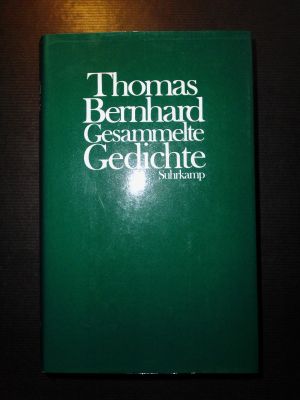 Thomas
Bernhard
Gesammelte
Gedichte
Suhrkamp